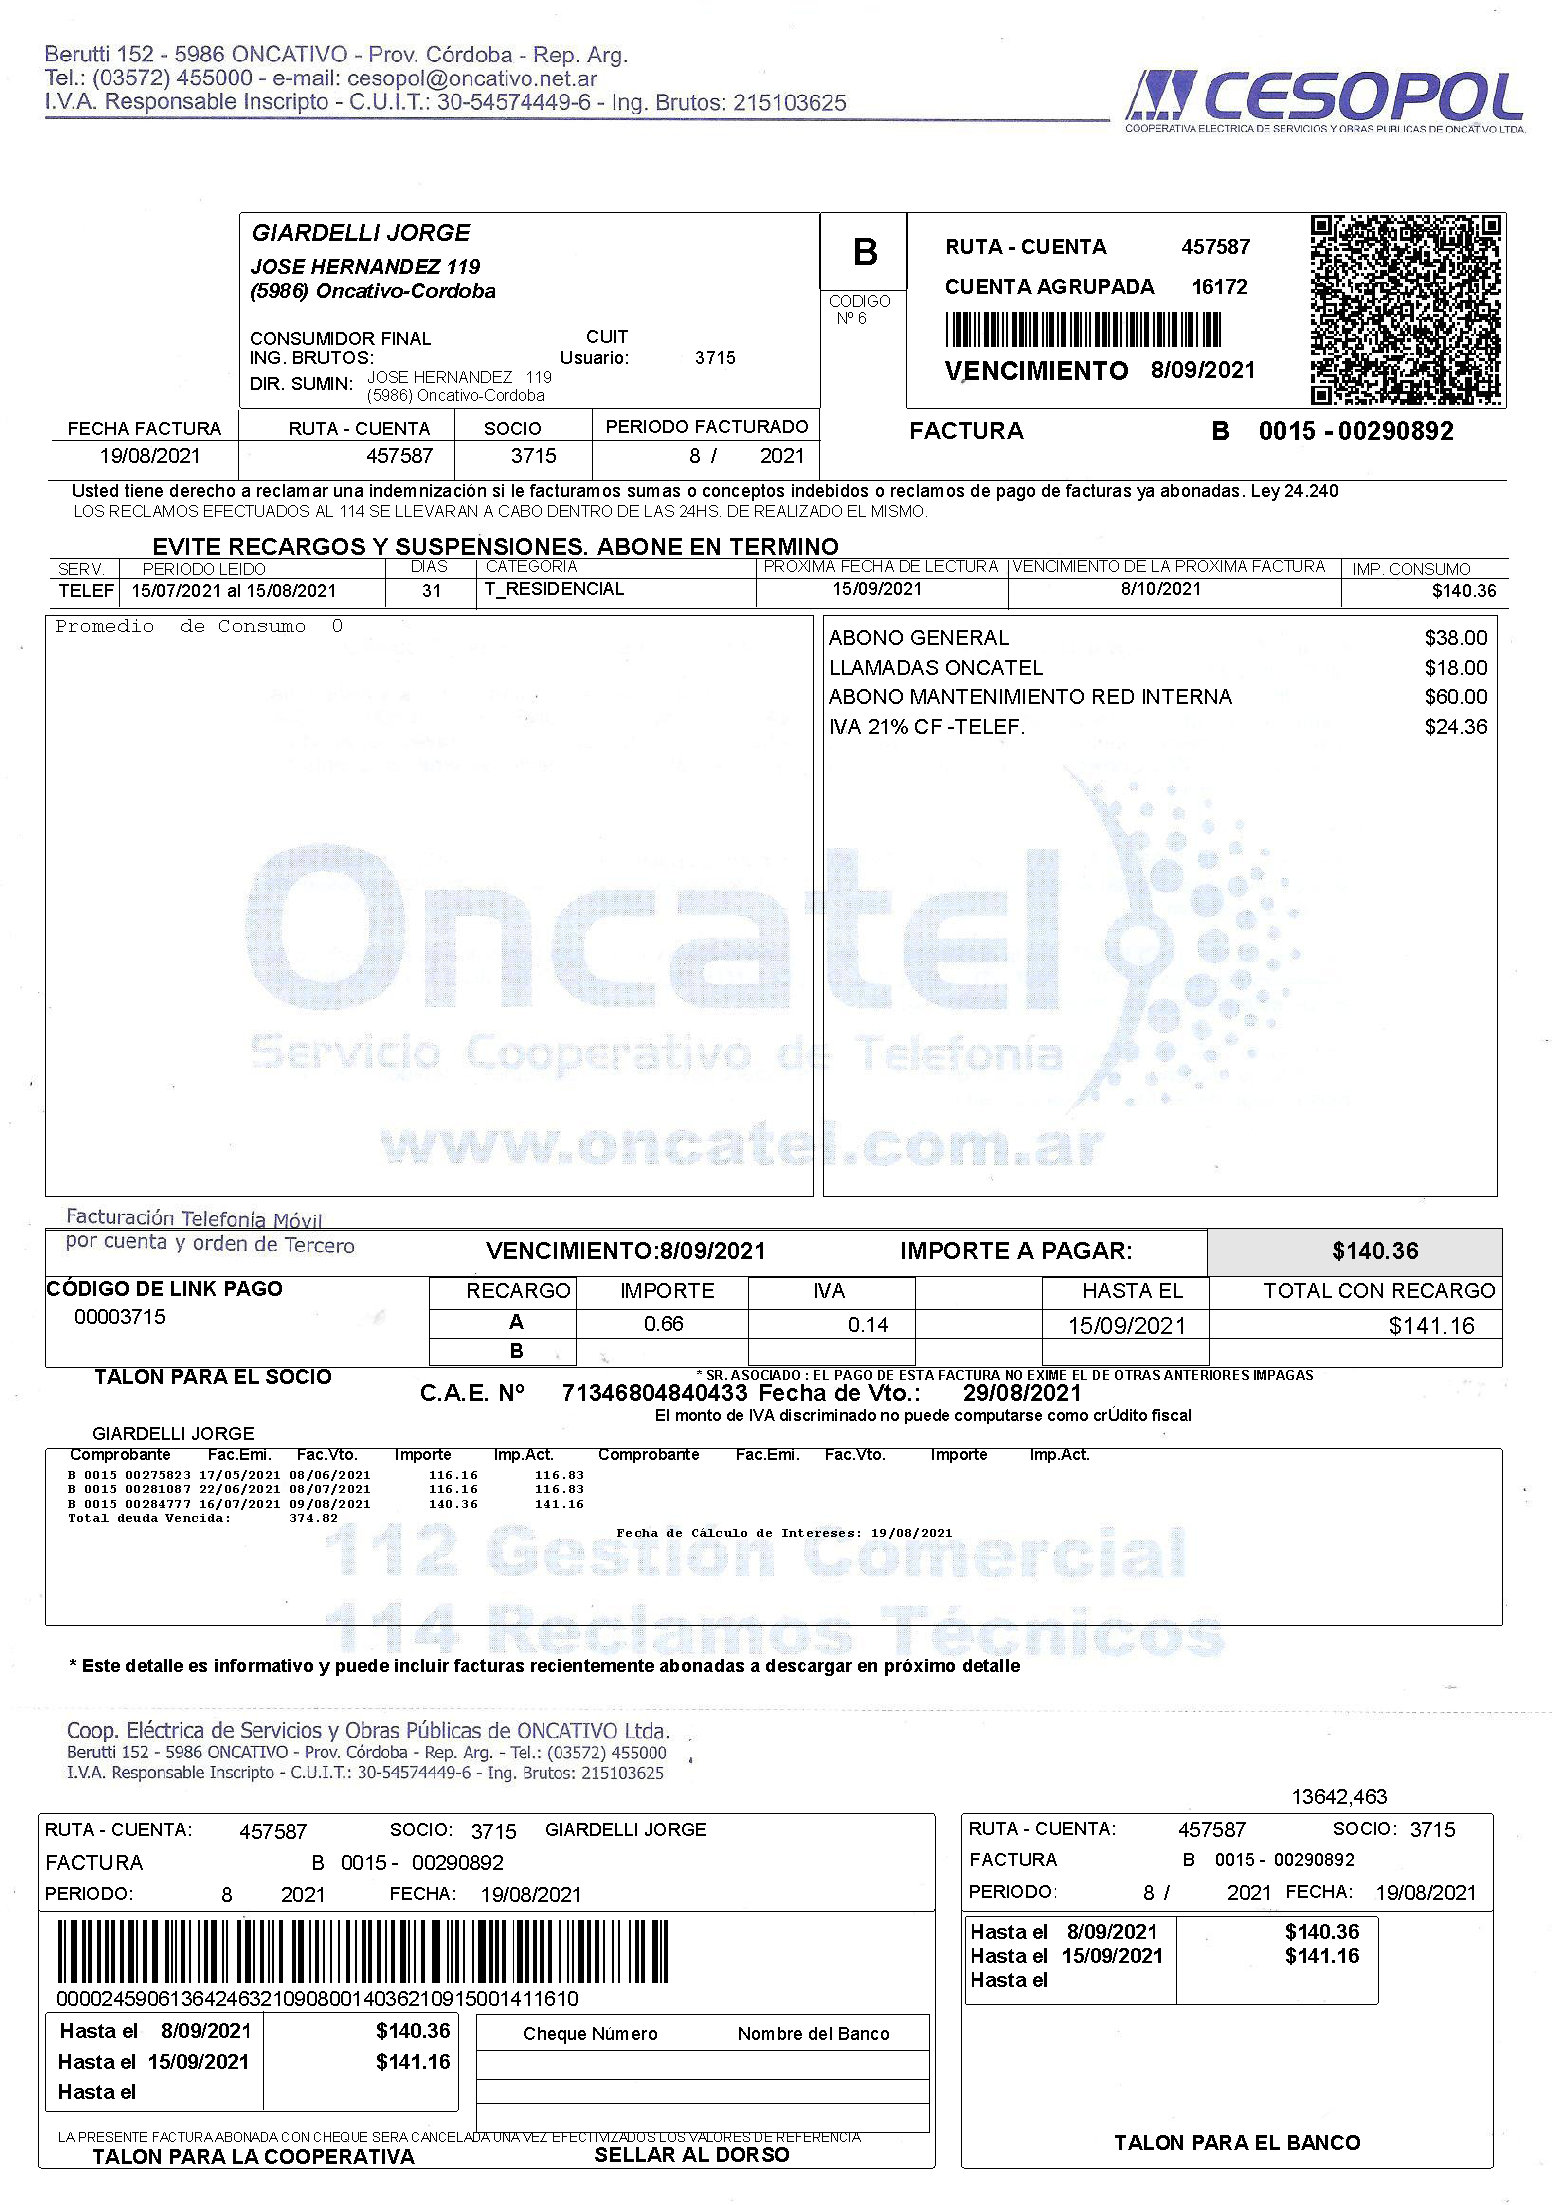 Berutti 152 - 5986 ONCATIVO - Prov. Córdoba - Rep. Arg.
Tel.: (03572) 455000 - e-mail: cesopol@oncativo.net.ar
I.V.A. Responsable Inscripto - C.U.I.T.: 30-54574449-6 - Ing. Brutos: 215103625
CESOPOL
COOPERATIVA ELECTRICA DE SERVICIOS Y OBRAS PUBLICAS DE ONCATIVO LTDA.
GIARDELLI JORGE
JOSE HERNANDEZ 119
(5986) Oncativo-Cordoba
CONSUMIDOR FINAL CUIT
ING. BRUTOS: Usuario: 3715
DIR. SUMIN: JOSE HERNANDEZ 119
(5986) Oncativo-Cordoba
B
CODIGO
Nº 6
RUTA - CUENTA 457587
CUENTA AGRUPADA 16172
VENCIMIENTO 8/09/2021
FECHA FACTURA RUTA - CUENTA SOCIO PERIODO FACTURADO
19/08/2021 457587 3715 8 / 2021
FACTURA B 0015 - 00290892
Usted tiene derecho a reclamar una indemnización si le facturamos sumas o conceptos indebidos o reclamos de pago de facturas ya abonadas. Ley 24.240
LOS RECLAMOS EFECTUADOS AL 114 SE LLEVARAN A CABO DENTRO DE LAS 24HS. DE REALIZADO EL MISMO.
EVITE RECARGOS Y SUSPENSIONES. ABONE EN TERMINO
SERV. PERIODO LEIDO DIAS CATEGORIA PROXIMA FECHA DE LECTURA VENCIMIENTO DE LA PROXIMA FACTURA IMP. CONSUMO
TELEF 15/07/2021 al 15/08/2021 31 T_RESIDENCIAL 15/09/2021 8/10/2021 $140.36
Promedio de Consumo 0
ABONO GENERAL $38.00
LLAMADAS ONCATEL $18.00
ABONO MANTENIMIENTO RED INTERNA $60.00
IVA 21% CF -TELEF. $24.36
Oncatel
Servicio Cooperativo de Telefonía
www.oncatel.com.ar
Facturación Telefonía Móvil
por cuenta y orden de Tercero
VENCIMIENTO:8/09/2021 IMPORTE A PAGAR: $140.36
CÓDIGO DE LINK PAGO
00003715
RECARGO IMPORTE IVA HASTA EL TOTAL CON RECARGO
A 0.66 0.14 15/09/2021 $141.16
B
TALON PARA EL SOCIO
* SR. ASOCIADO : EL PAGO DE ESTA FACTURA NO EXIME EL DE OTRAS ANTERIORES IMPAGAS
C.A.E. Nº 71346804840433 Fecha de Vto.: 29/08/2021
El monto de IVA discriminado no puede computarse como crÚdito fiscal
GIARDELLI JORGE
Comprobante Fac.Emi. Fac.Vto. Importe Imp.Act. Comprobante Fac.Emi. Fac.Vto. Importe Imp.Act.
B 0015 00275823 17/05/2021 08/06/2021 116.16 116.83
B 0015 00281087 22/06/2021 08/07/2021 116.16 116.83
B 0015 00284777 16/07/2021 09/08/2021 140.36 141.16
Total deuda Vencida: 374.82
Fecha de Cálculo de Intereses: 19/08/2021
112 Gestión Comercial
114 Reclamos Técnicos
* Este detalle es informativo y puede incluir facturas recientemente abonadas a descargar en próximo detalle
Coop. Eléctrica de Servicios y Obras Públicas de ONCATIVO Ltda.
Berutti 152 - 5986 ONCATIVO - Prov. Córdoba - Rep. Arg. - Tel.: (03572) 455000
I.V.A. Responsable Inscripto - C.U.I.T.: 30-54574449-6 - Ing. Brutos: 215103625
13642,463
RUTA - CUENTA: 457587 SOCIO: 3715 GIARDELLI JORGE
FACTURA B 0015 - 00290892
PERIODO: 8 2021 FECHA: 19/08/2021
0000245906136424632109080014036210915001411610
Hasta el 8/09/2021 $140.36
Hasta el 15/09/2021 $141.16
Hasta el
Cheque Número Nombre del Banco
LA PRESENTE FACTURA ABONADA CON CHEQUE SERA CANCELADA UNA VEZ EFECTIVIZADOS LOS VALORES DE REFERENCIA
TALON PARA LA COOPERATIVA SELLAR AL DORSO
RUTA - CUENTA: 457587 SOCIO: 3715
FACTURA B 0015 - 00290892
PERIODO: 8 / 2021 FECHA: 19/08/2021
Hasta el 8/09/2021 $140.36
Hasta el 15/09/2021 $141.16
Hasta el
TALON PARA EL BANCO